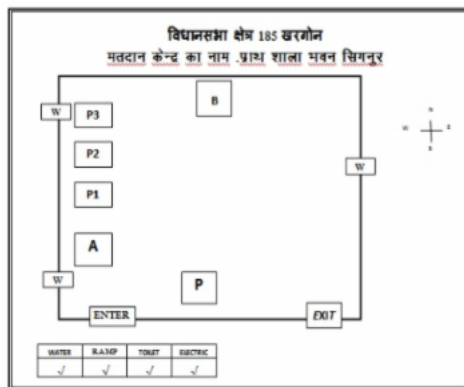 विधानसभा क्षेत्र 185 खरगोन
मतदान केन्द्र का नाम .प्राथ शाला भवन सिगनूर
B
W
P3
N
W E
S
P2
W
P1
A
W
P
ENTER
EXIT
WATER RAMP TOILET ELECTRIC
√ √ √ √